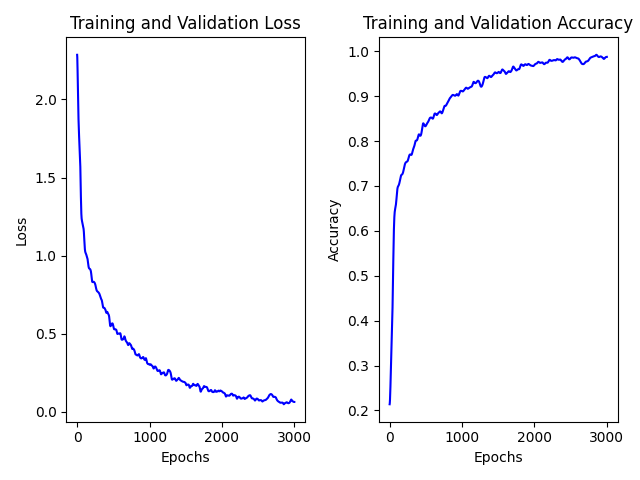 Training and Validation Loss
2.0
1.5
1.0
0.5
0.0
Loss
0 1000 2000 3000
Epochs
Training and Validation Accuracy
1.0
0.9
0.8
0.7
0.6
0.5
0.4
0.3
0.2
Accuracy
0 1000 2000 3000
Epochs